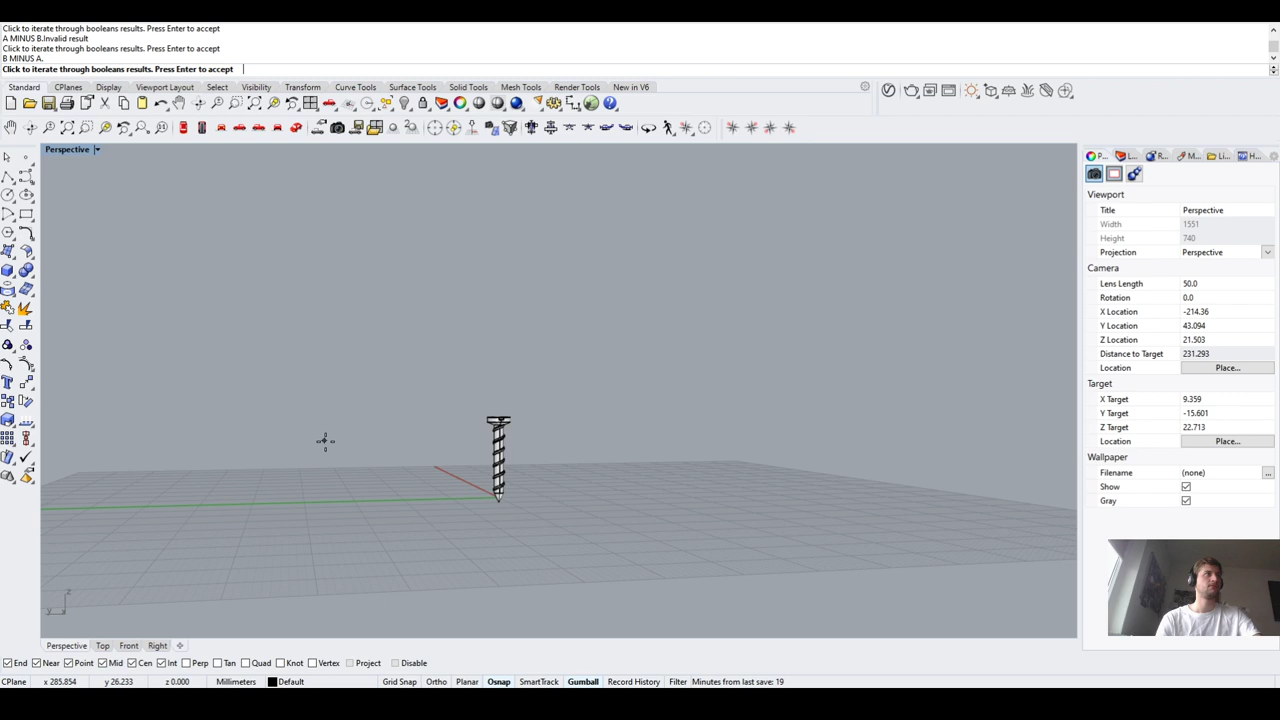 Click to iterate through booleans results. Press Enter to accept
A MINUS B.Invalid result
Click to iterate through booleans results. Press Enter to accept
B MINUS A.
Click to iterate through booleans results. Press Enter to accept
Standard CPlanes Display Viewport Layout Select Set View Visibility Transform Curve Tools Surface Tools Solid Tools Mesh Tools Render Tools New in V6
Perspective
P... L... R... M... Li... H...
Viewport
Title Perspective
Width 1551
Height 740
Projection Perspective
Camera
Lens Length 50.0
Rotation 0.0
X Location -214.36
Y Location 43.094
Z Location 21.503
Distance to Target 231.293
Location Place...
Target
X Target 9.359
Y Target -15.601
Z Target 22.713
Location Place...
Wallpaper
Filename (none) ...
Show
Gray
z
y x
Perspective Top Front Right
End Near Point Mid Cen Int Perp Tan Quad Knot Vertex Project Disable
CPlane x 285.854 y 26.233 z 0.000 Millimeters Default Grid Snap Ortho Planar Osnap SmartTrack Gumball Record History Filter Minutes from last save: 19